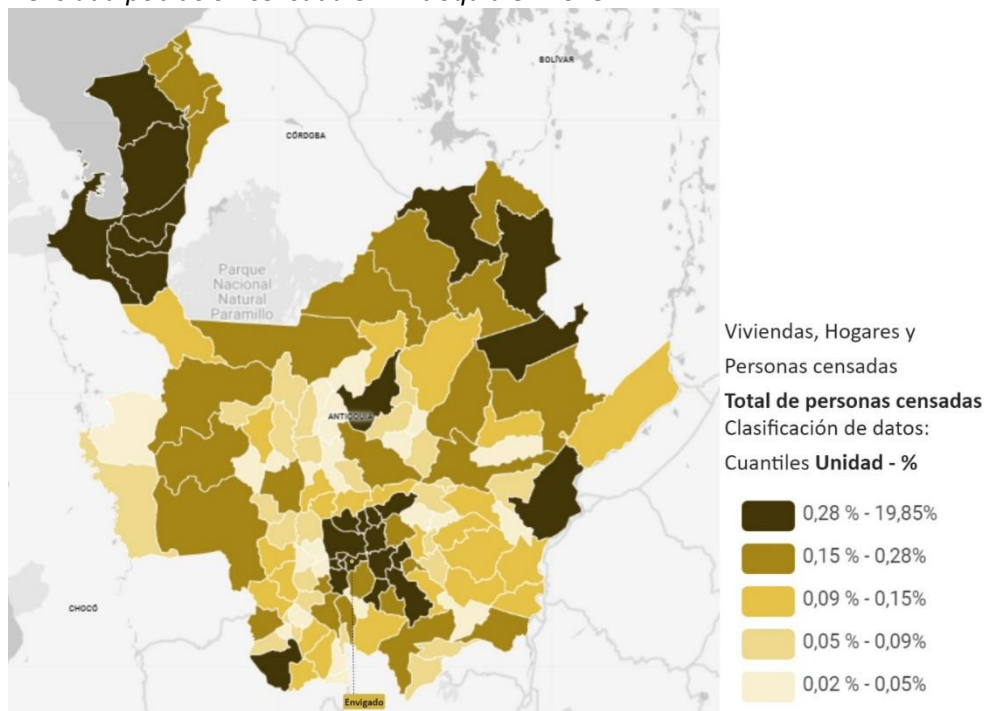 BOLÍVAR
CÓRDOBA
Parque
Nacional
Natural
Paramillo
ANTIOQUIA
CHOCÓ
Envigado
Viviendas, Hogares y
Personas censadas
Total de personas censadas
Clasificación de datos:
Cuantiles Unidad - %
0,28 % - 19,85%
0,15 % - 0,28%
0,09 % - 0,15%
0,05 % - 0,09%
0,02 % - 0,05%